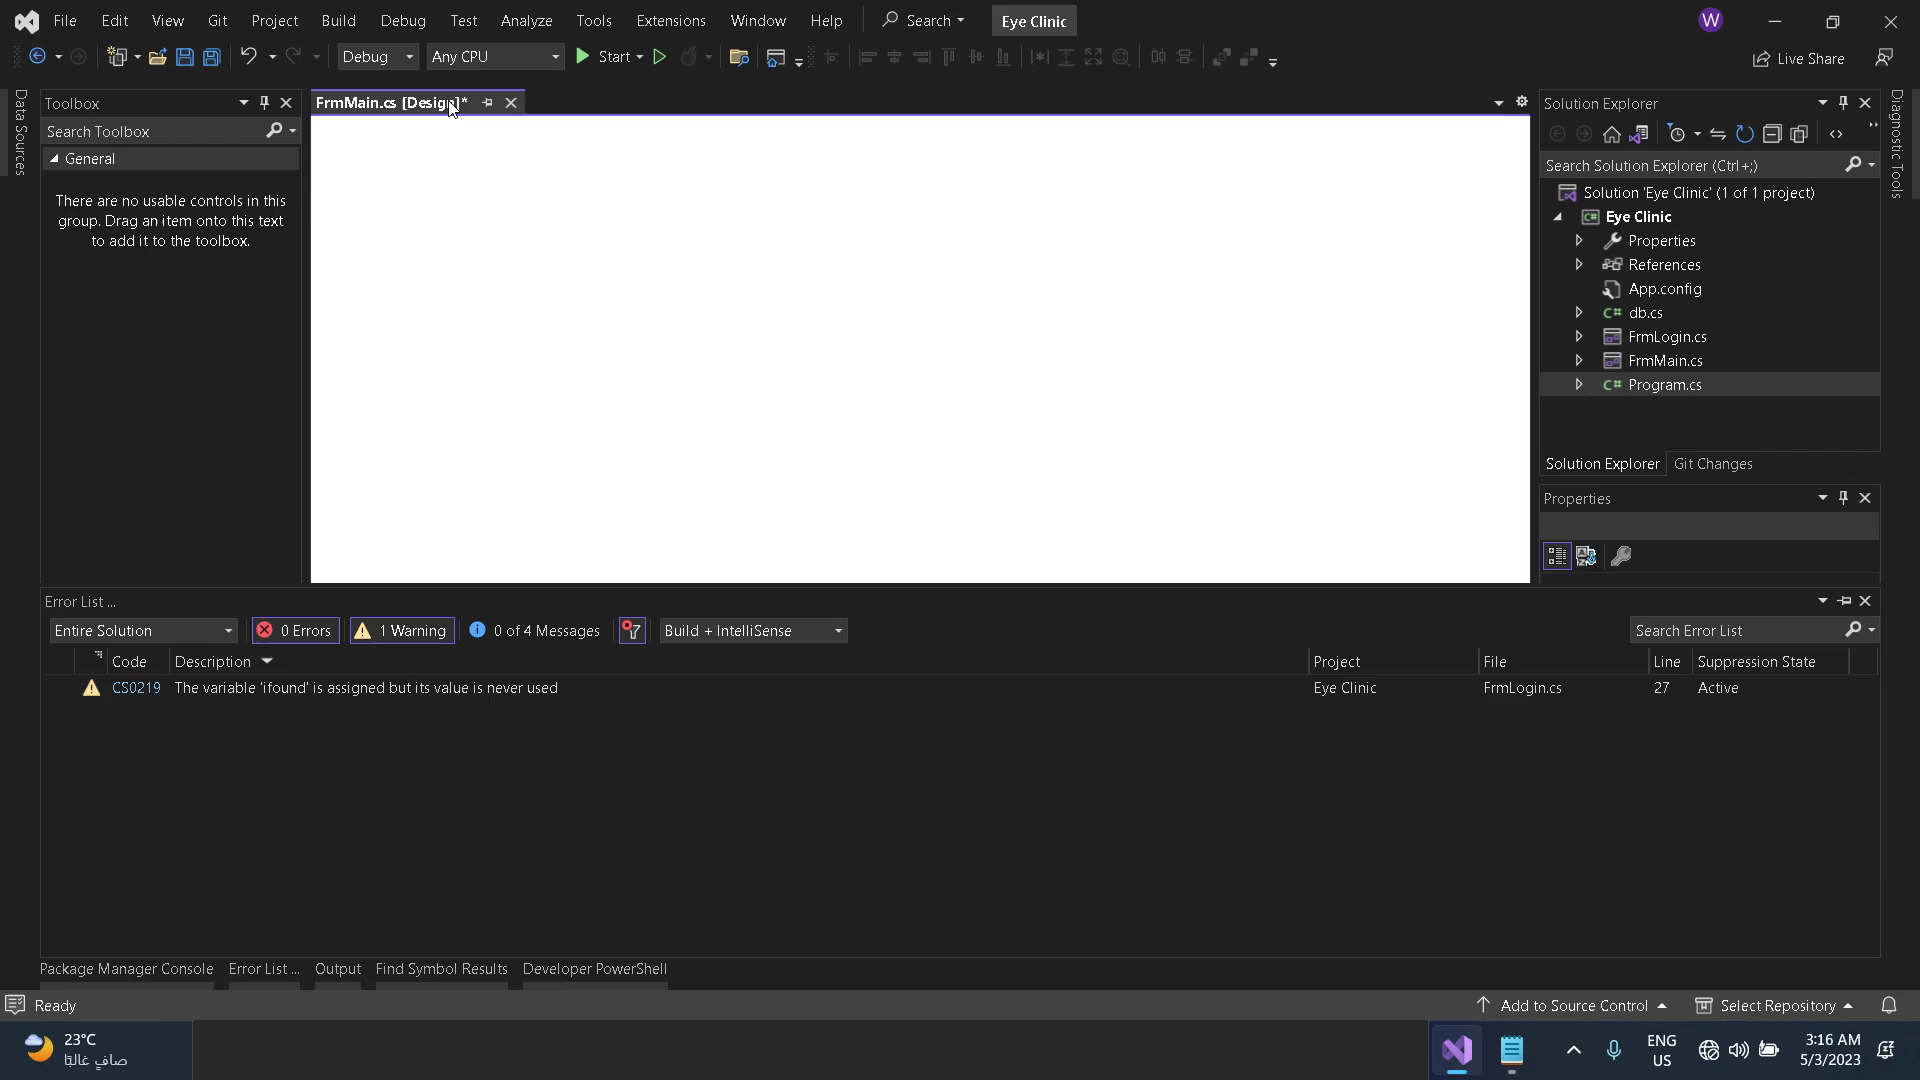 File Edit View Git Project Build Debug Test Analyze Tools Extensions Window Help Search Eye Clinic W
Debug Any CPU Start Live Share
Data Sources
Toolbox
Search Toolbox
General
There are no usable controls in this
group. Drag an item onto this text
to add it to the toolbox.
FrmMain.cs [Design]*
Solution Explorer
Search Solution Explorer (Ctrl+;)
Solution 'Eye Clinic' (1 of 1 project)
Eye Clinic
Properties
References
App.config
C# db.cs
FrmLogin.cs
FrmMain.cs
C# Program.cs
Solution Explorer Git Changes
Properties
Diagnostic Tools
Error List ...
Entire Solution 0 Errors 1 Warning 0 of 4 Messages Build + IntelliSense Search Error List
Code Description Project File Line Suppression State
CS0219 The variable 'ifound' is assigned but its value is never used Eye Clinic FrmLogin.cs 27 Active
Package Manager Console Error List ... Output Find Symbol Results Developer PowerShell
Ready Add to Source Control Select Repository
23°C
صافٍ غالبًا
ENG
US
3:16 AM
5/3/2023